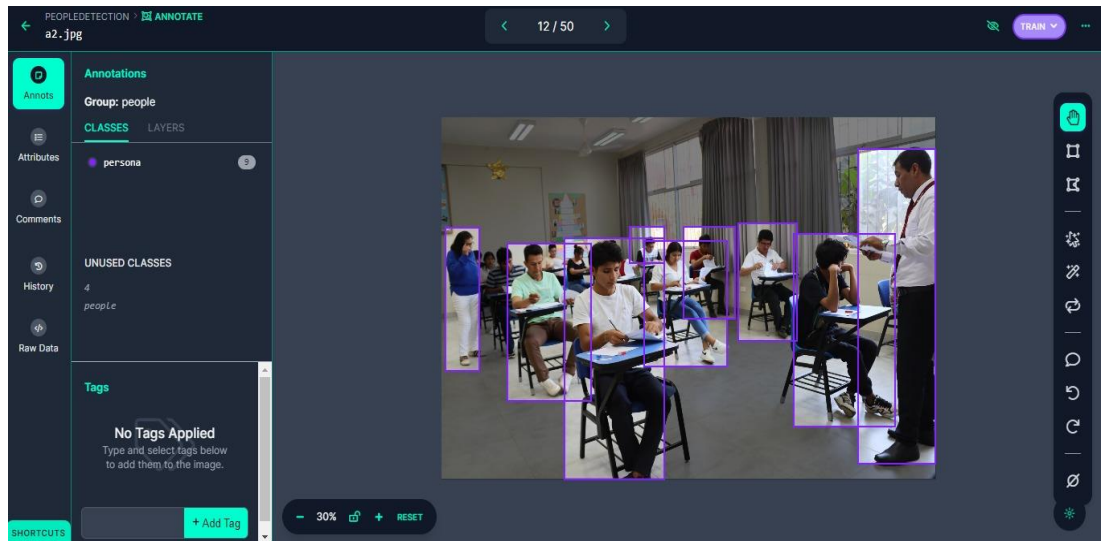 PEOPLEDETECTION > ANNOTATE
a2.jpg
12 / 50
TRAIN
Annots
Attributes
Comments
History
Raw Data
SHORTCUTS
Annotations
Group: people
CLASSES LAYERS
persona 9
UNUSED CLASSES
4
people
Tags
No Tags Applied
Type and select tags below
to add them to the image.
+ Add Tag
30%
RESET